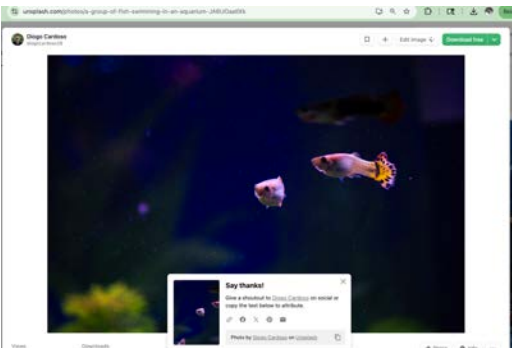 unsplash.com/photos/a-group-of-fish-swimming-in-an-aquarium-
Diogo Cardoso
Edit image
Download free
Say thanks!
Give a shoutout to Diogo Cardoso on social or
copy the text below to attribute.
Photo by Diogo Cardoso on Unsplash
Views
Downloads